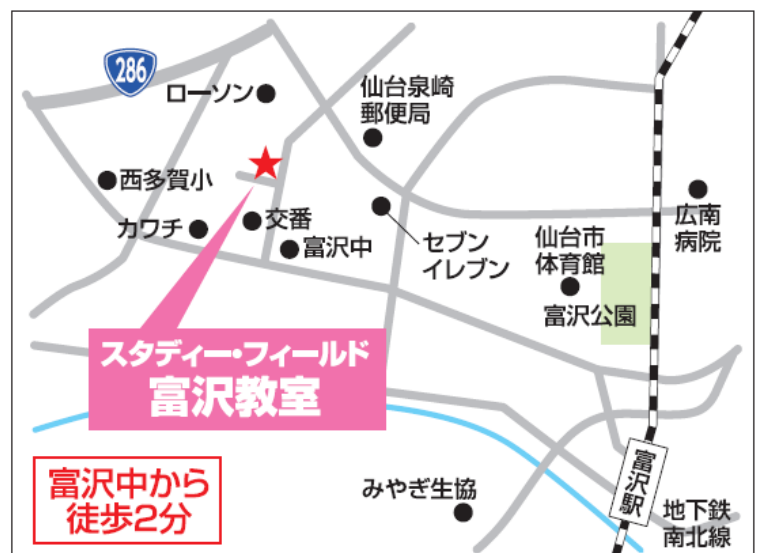 286
ローソン
仙台泉崎
郵便局
西多賀小
カワチ
交番
富沢中
セブン
イレブン
仙台市
体育館
富沢公園
広南
病院
スタディー・フィールド
富沢教室
富沢中から
徒歩2分
みやぎ生協
富沢駅
地下鉄
南北線